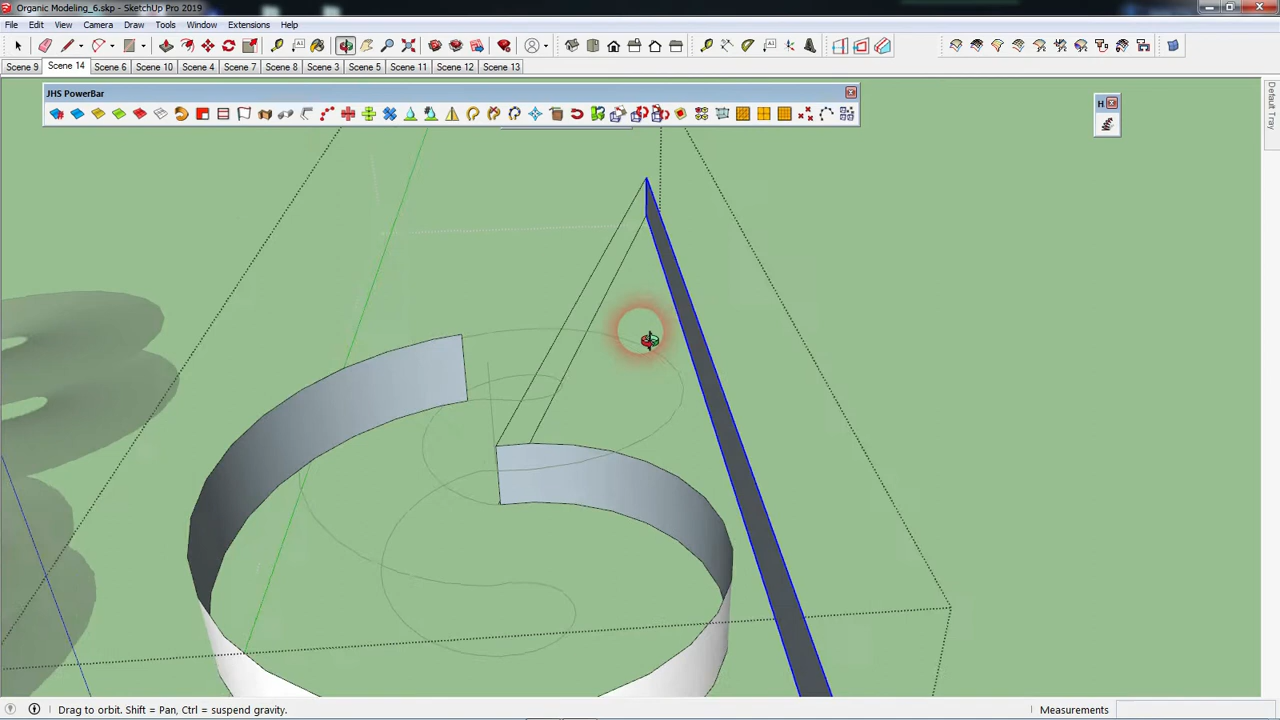 Organic Modeling_6.skp - SketchUp Pro 2019
File Edit View Camera Draw Tools Window Extensions Help
Scene 9 Scene 14 Scene 6 Scene 10 Scene 4 Scene 7 Scene 8 Scene 3 Scene 5 Scene 11 Scene 12 Scene 13
JHS PowerBar
H
Default Tray
Drag to orbit. Shift = Pan, Ctrl = suspend gravity.
Measurements